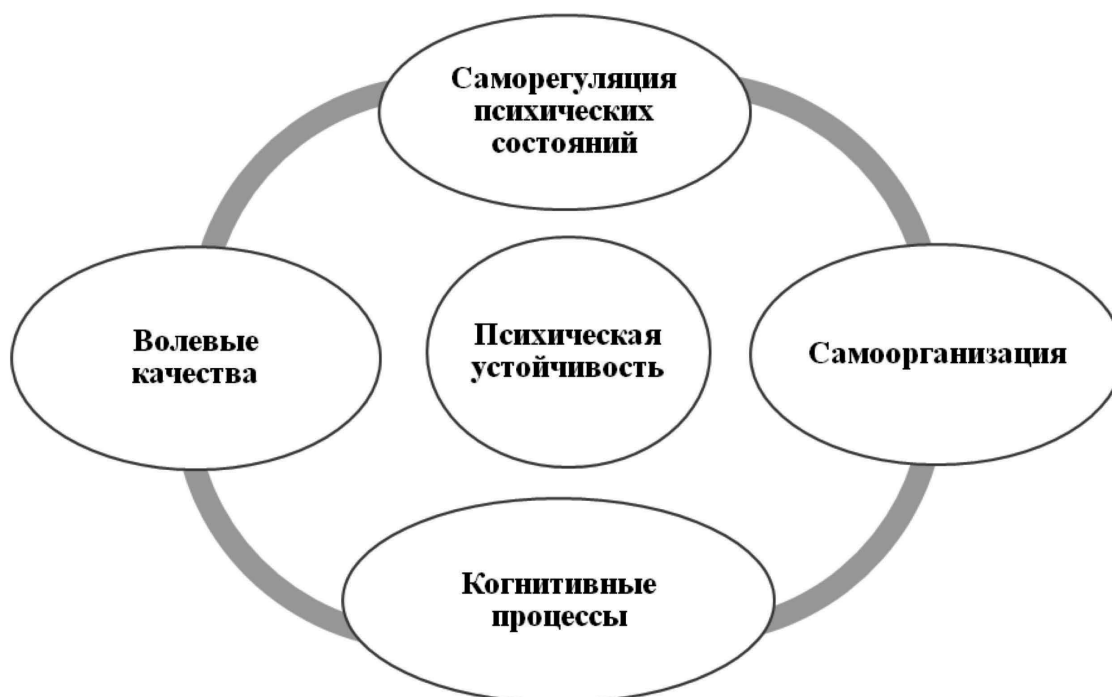 Саморегуляция
психических
состояний
Волевые
качества
Психическая
устойчивость
Самоорганизация
Когнитивные
процессы